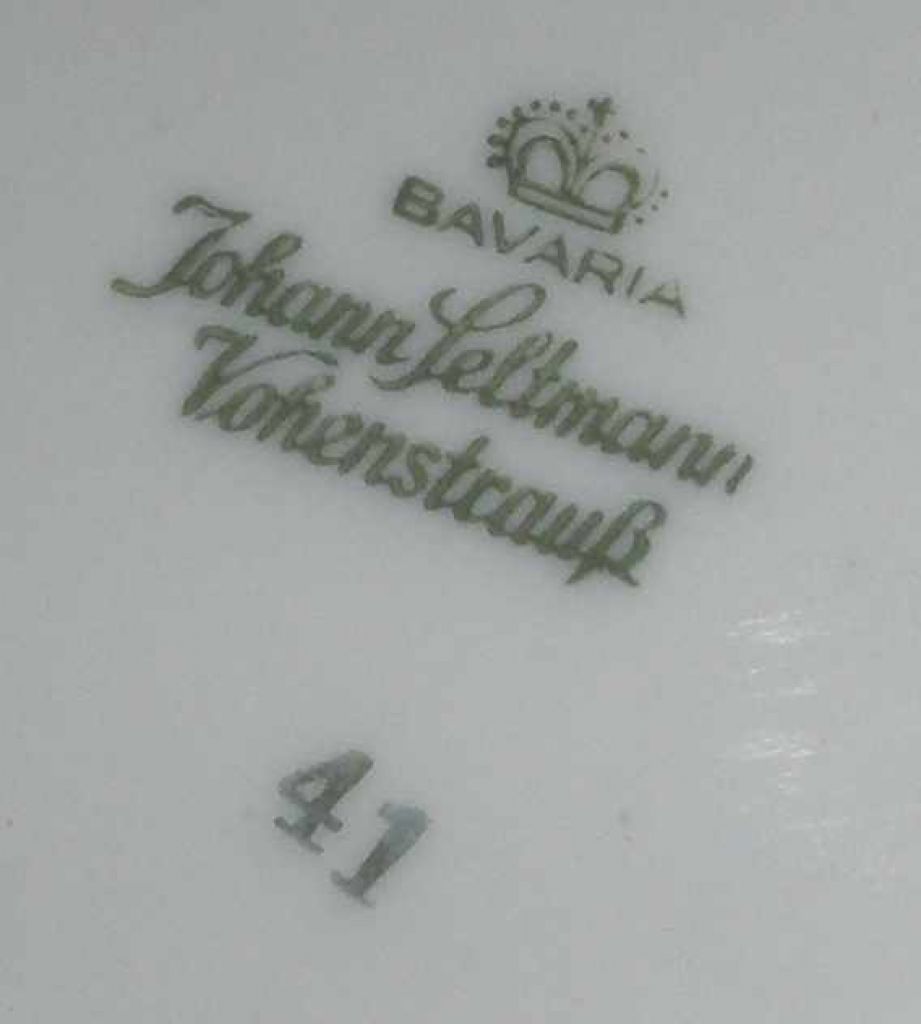 BAVARIA
Johann Seltmann
Vohenstrauß
41